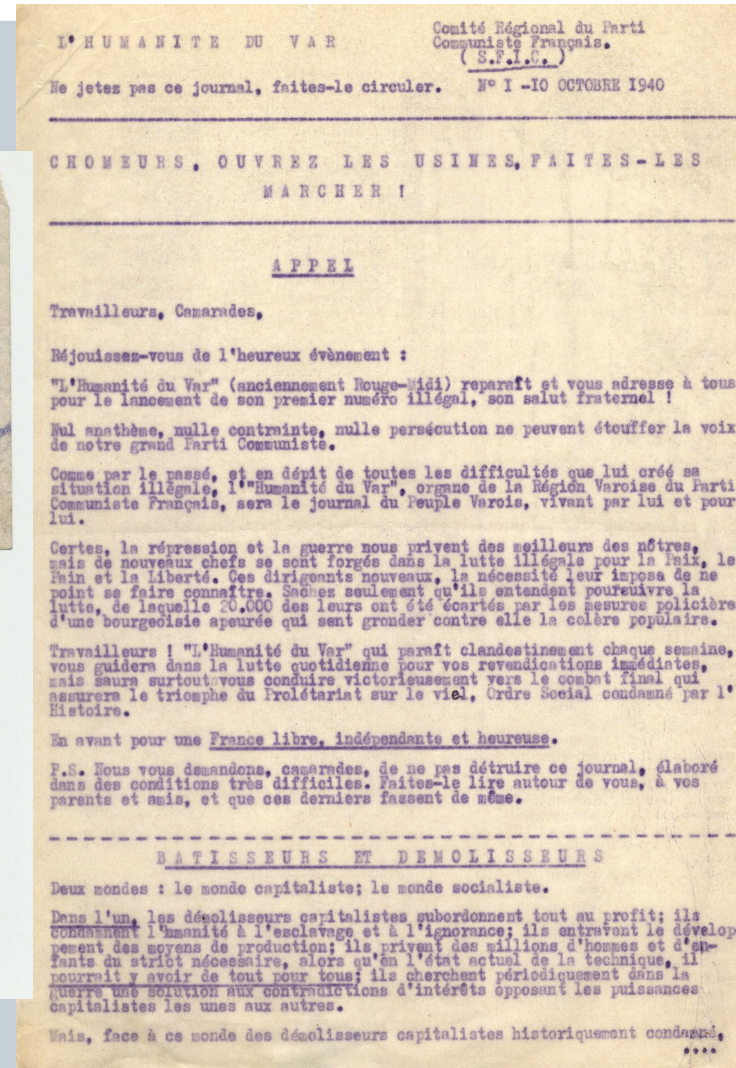 L'HUMANITE DU VAR
Comité Régional du Parti
Communiste Français.
( S.F.I.C. )
Ne jetez pas ce journal, faites-le circuler. N° I -IO OCTOBRE I940
CHOMEURS, OUVREZ LES USINES, FAITES-LES
MARCHER !
APPEL
Travailleurs, Camarades,
Réjouissez-vous de l'heureux évènement :
"L'Humanité du Var" (anciennement Rouge-Midi) reparaît et vous adresse à tous
pour le lancement de son premier numéro illégal, son salut fraternel !
Nul anathème, nulle contrainte, nulle persécution ne peuvent étouffer la voix
de notre grand Parti Communiste.
Comme par le passé, et en dépit de toutes les difficultés que lui créé sa
situation illégale, l'"Humanité du Var", organe de la Région Varoise du Parti
Communiste Français, sera le journal du Peuple Varois, vivant par lui et pour
lui.
Certes, la répression et la guerre nous privent des meilleurs des nôtres,
mais de nouveaux chefs se sont forgés dans la lutte illégale pour la Paix, le
Pain et la Liberté. Ces dirigeants nouveaux, la nécessité leur impose de ne
point se faire connaître. Sachez seulement qu'ils entendent poursuivre la
lutte, de laquelle 20.000 des leurs ont été écartés par les mesures policière
d'une bourgeoisie apeurée qui sent gronder contre elle la colère populaire.
Travailleurs ! "L'Humanité du Var" qui paraît clandestinement chaque semaine,
vous guidera dans la lutte quotidienne pour vos revendications immédiates,
mais saura surtout vous conduire victorieusement vers le combat final qui
assurera le triomphe du Prolétariat sur le viel, Ordre Social condamné par l'
Histoire.
En avant pour une France libre, indépendante et heureuse.
P.S. Nous vous demandons, camarades, de ne pas détruire ce journal, élaboré
dans des conditions très difficiles. Faites-le lire autour de vous, à vos
parents et amis, et que ces derniers fassent de même.
BATISSEURS ET DEMOLISSEURS
Deux mondes : le monde capitaliste; le monde socialiste.
Dans l'un, les démolisseurs capitalistes subordonnent tout au profit; ils
condamnent l'umanité à l'esclavage et à l'ignorance; ils entravent le dévelop
pement des moyens de production; ils privent des millions d'hommes et d'en-
fants du strict nécessaire, alors qu'en l'état actuel de la technique, il
pourrait y avoir de tout pour tous; ils cherchent périodiquement dans la
guerre une solution aux contradictions d'intérêts opposant les puissances
capitalistes les unes aux autres.
Mais, face à ce monde des démolisseurs capitalistes historiquement condamné,
....